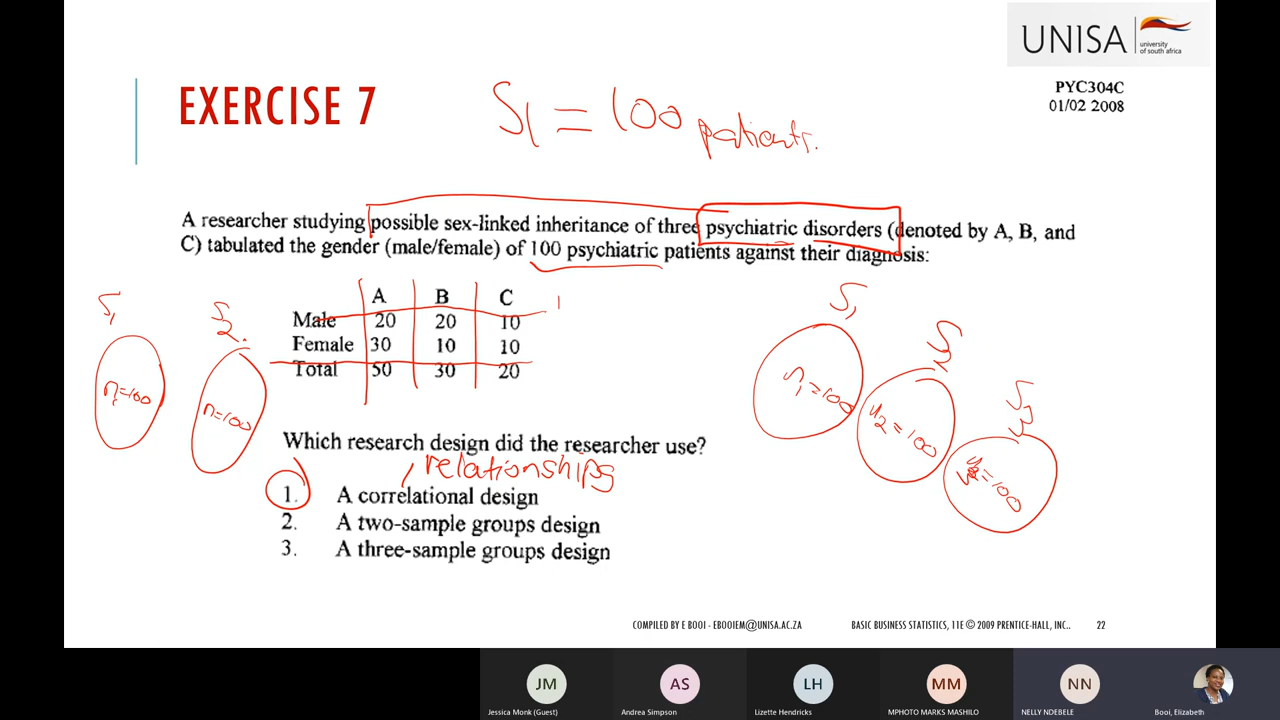 UNISA
university
of south africa
PYC304C
01/02 2008
EXERCISE 7
S1 = 100 patients.
A researcher studying possible sex-linked inheritance of three psychiatric disorders (denoted by A, B, and
C) tabulated the gender (male/female) of 100 psychiatric patients against their diagnosis:
A B C
Male 20 20 10
Female 30 10 10
Total 50 30 20
S1
n1=100
S2.
n=100
S1
n1=100
n2=100
=100
Which research design did the researcher use?
relationships
1. A correlational design
2. A two-sample groups design
3. A three-sample groups design
COMPILED BY E BOOI - EBOOIEM@UNISA.AC.ZA
BASIC BUSINESS STATISTICS, 11E © 2009 PRENTICE-HALL, INC..
22
JM
AS
LH
MM
NN
Jessica Monk (Guest)
Andrea Simpson
Lizette Hendricks
MPHOTO MARKS MASHILO
NELLY NDEBELE
Booi, Elizabeth